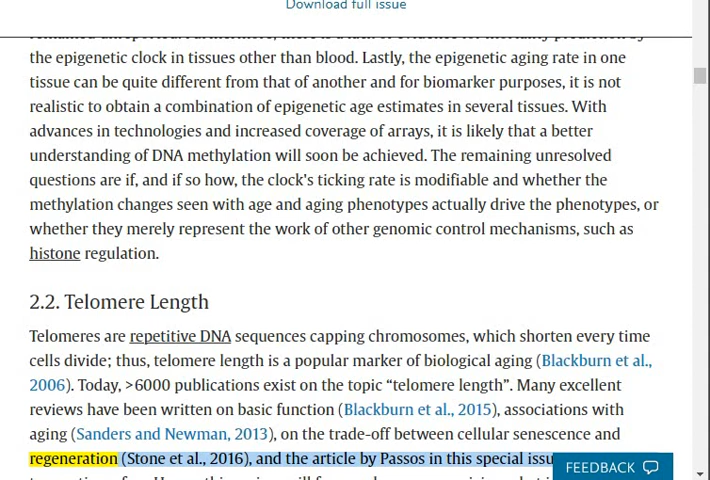 Download full issue
the epigenetic clock in tissues other than blood. Lastly, the epigenetic aging rate in one
tissue can be quite different from that of another and for biomarker purposes, it is not
realistic to obtain a combination of epigenetic age estimates in several tissues. With
advances in technologies and increased coverage of arrays, it is likely that a better
understanding of DNA methylation will soon be achieved. The remaining unresolved
questions are if, and if so how, the clock's ticking rate is modifiable and whether the
methylation changes seen with age and aging phenotypes actually drive the phenotypes, or
whether they merely represent the work of other genomic control mechanisms, such as
histone regulation.
2.2. Telomere Length
Telomeres are repetitive DNA sequences capping chromosomes, which shorten every time
cells divide; thus, telomere length is a popular marker of biological aging (Blackburn et al.,
2006). Today, >6000 publications exist on the topic “telomere length”. Many excellent
reviews have been written on basic function (Blackburn et al., 2015), associations with
aging (Sanders and Newman, 2013), on the trade-off between cellular senescence and
regeneration (Stone et al., 2016), and the article by Passos in this special issu
FEEDBACK